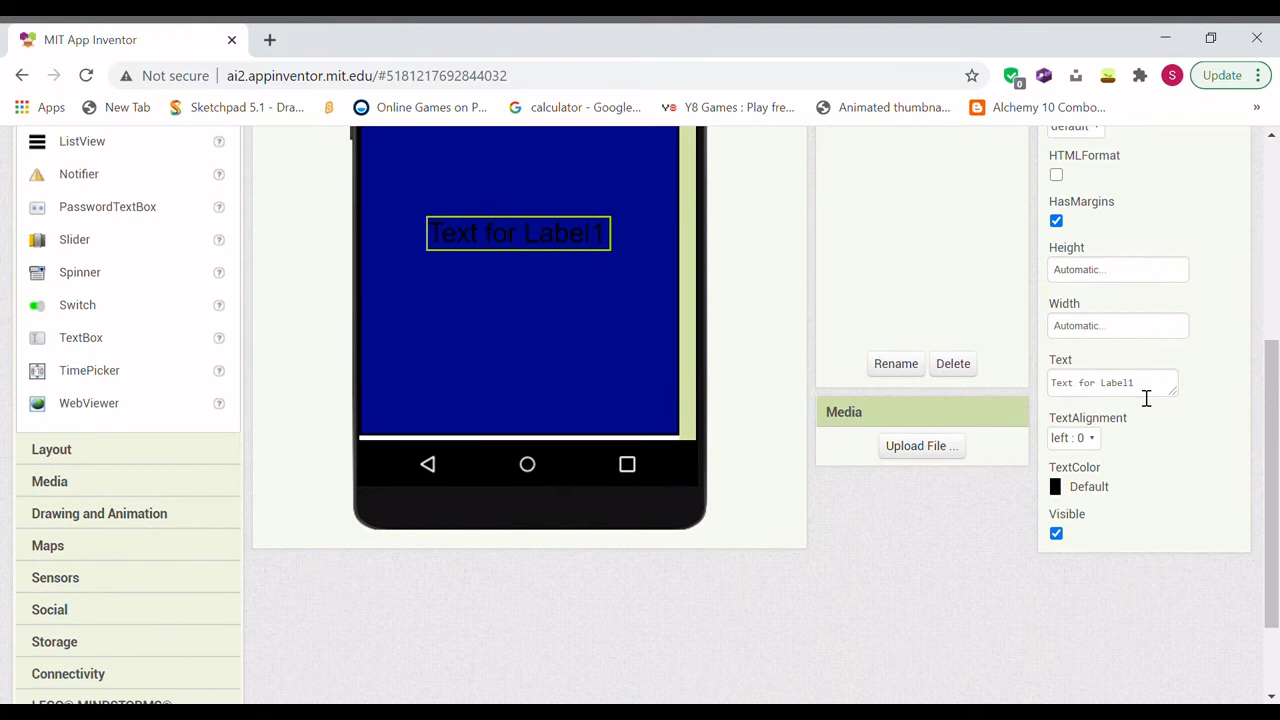 MIT App Inventor
Not secure
ai2.appinventor.mit.edu/#5181217692844032
0
S
Update
Apps
New Tab
Sketchpad 5.1 - Dra...
Online Games on P...
calculator - Google...
Y8 Games : Play fre...
Animated thumbna...
Alchemy 10 Combo...
»
ListView
Notifier
PasswordTextBox
Slider
Spinner
Switch
TextBox
TimePicker
WebViewer
Layout
Media
Drawing and Animation
Maps
Sensors
Social
Storage
Connectivity
Text for Label1
Rename
Delete
Media
Upload File ...
default
HTMLFormat
HasMargins
Height
Automatic...
Width
Automatic...
Text
Text for Label1
TextAlignment
left : 0
TextColor
Default
Visible